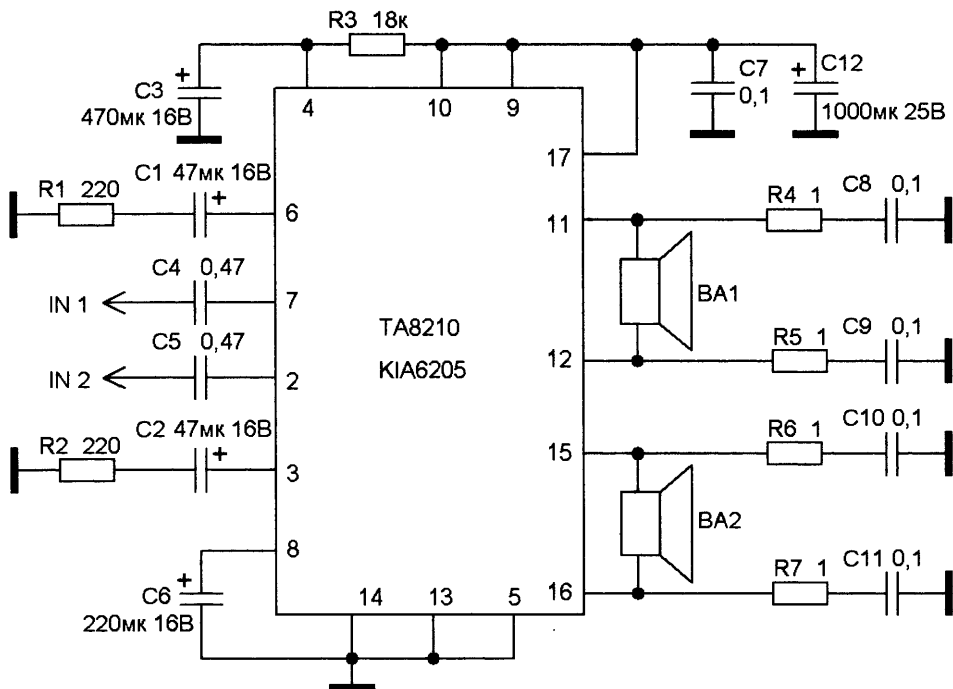 R3 18к
C3
470мк 16В
4
10
9
C7
0,1
C12
1000мк 25В
17
C1 47мк 16В
R1 220
6
11
R4 1
C8 0,1
C4 0,47
IN 1
7
BA1
TA8210
KIA6205
C5 0,47
IN 2
2
12
R5 1
C9 0,1
C2 47мк 16В
R2 220
3
15
R6 1
C10 0,1
BA2
8
C6
220мк 16В
14
13
5
16
R7 1
C11 0,1